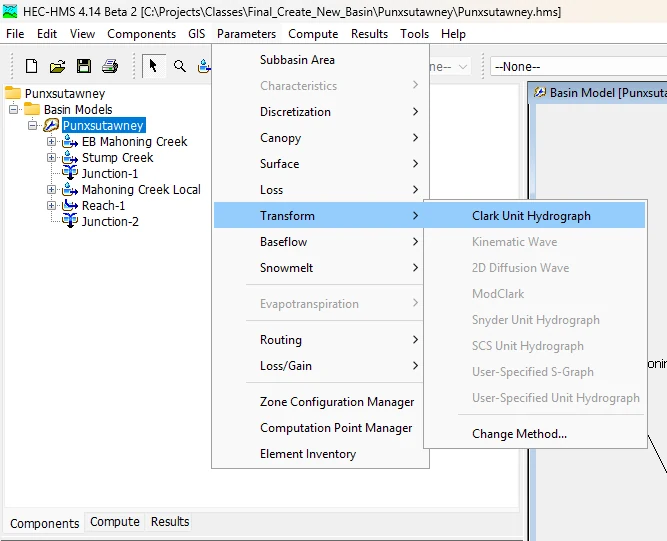 HEC-HMS 4.14 Beta 2 [C:\Projects\Classes\Final_Create_New_Basin\Punxsutawney\Punxsutawney.hms]
File Edit View Components GIS Parameters Compute Results Tools Help
ne-- --None--
Punxsutawney
Basin Models
Punxsutawney
EB Mahoning Creek
Stump Creek
Junction-1
Mahoning Creek Local
Reach-1
Junction-2
Subbasin Area
Characteristics
Discretization
Canopy
Surface
Loss
Transform
Baseflow
Snowmelt
Evapotranspiration
Routing
Loss/Gain
Zone Configuration Manager
Computation Point Manager
Element Inventory
Clark Unit Hydrograph
Kinematic Wave
2D Diffusion Wave
ModClark
Snyder Unit Hydrograph
SCS Unit Hydrograph
User-Specified S-Graph
User-Specified Unit Hydrograph
Change Method...
Basin Model [Punxsuta
onin
Components Compute Results